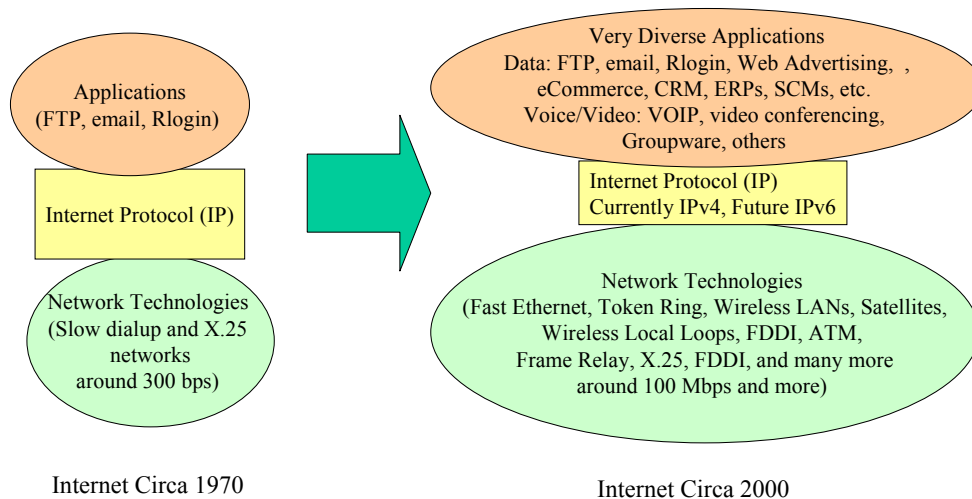 Applications
(FTP, email, Rlogin)
Internet Protocol (IP)
Network Technologies
(Slow dialup and X.25
networks
around 300 bps)
Internet Circa 1970
Very Diverse Applications
Data: FTP, email, Rlogin, Web Advertising, ,
eCommerce, CRM, ERPs, SCMs, etc.
Voice/Video: VOIP, video conferencing,
Groupware, others
Internet Protocol (IP)
Currently IPv4, Future IPv6
Network Technologies
(Fast Ethernet, Token Ring, Wireless LANs, Satellites,
Wireless Local Loops, FDDI, ATM,
Frame Relay, X.25, FDDI, and many more
around 100 Mbps and more)
Internet Circa 2000